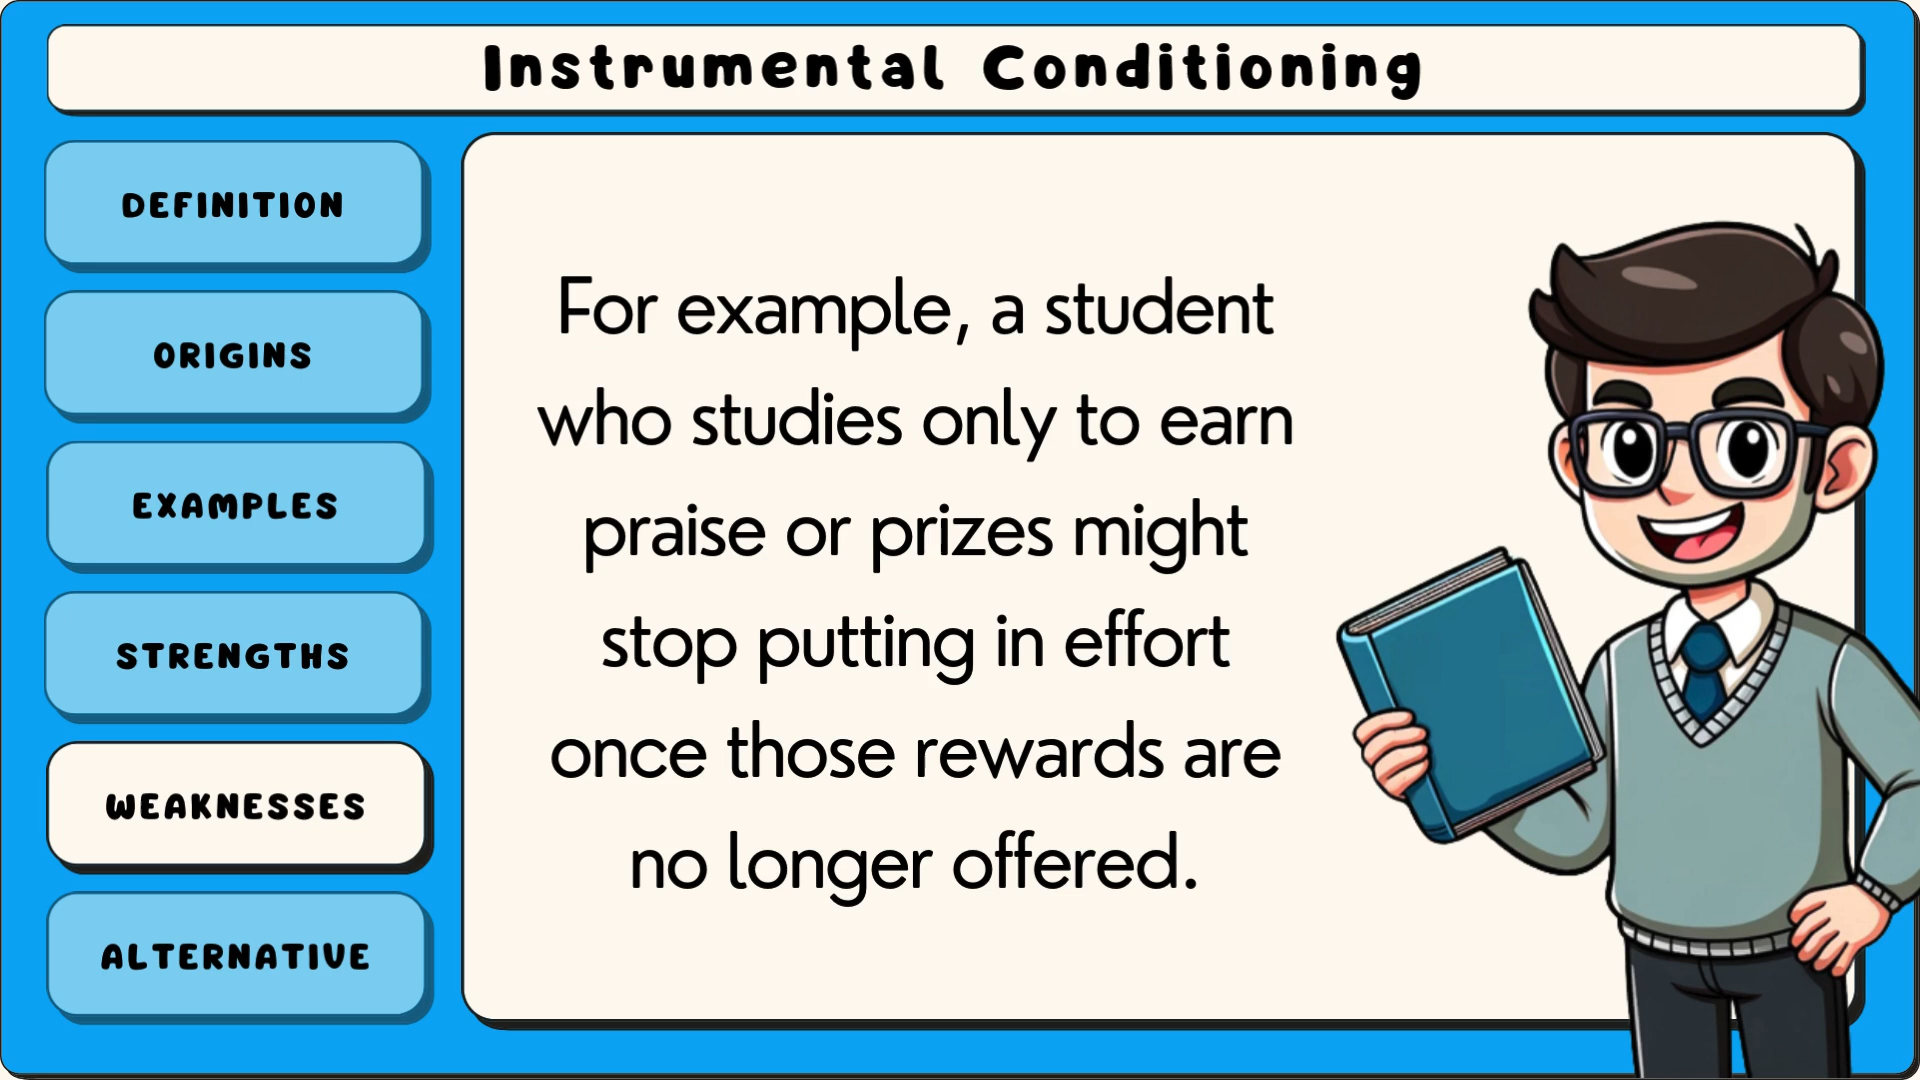 Instrumental Conditioning
DEFINITION
ORIGINS
EXAMPLES
STRENGTHS
WEAKNESSES
ALTERNATIVE
For example, a student
who studies only to earn
praise or prizes might
stop putting in effort
once those rewards are
no longer offered.